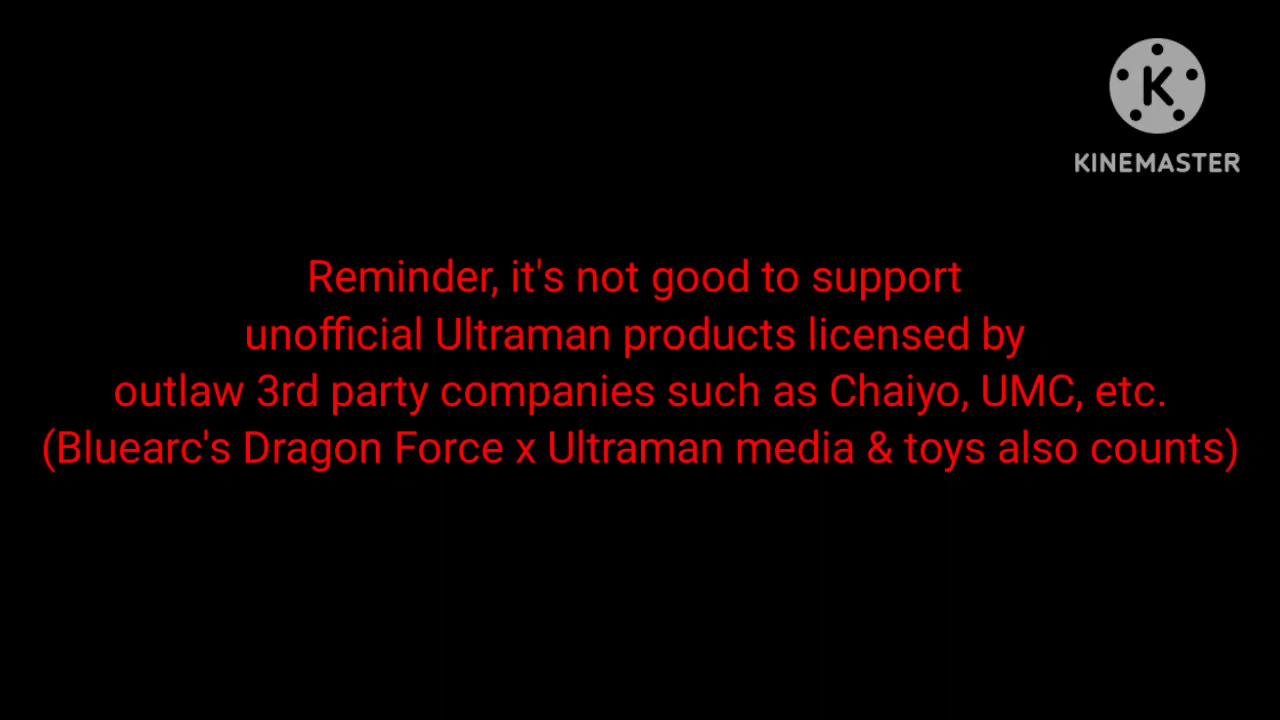 K
KINEMASTER
Reminder, it's not good to support
unofficial Ultraman products licensed by
outlaw 3rd party companies such as Chaiyo, UMC, etc.
(Bluearc's Dragon Force x Ultraman media & toys also counts)